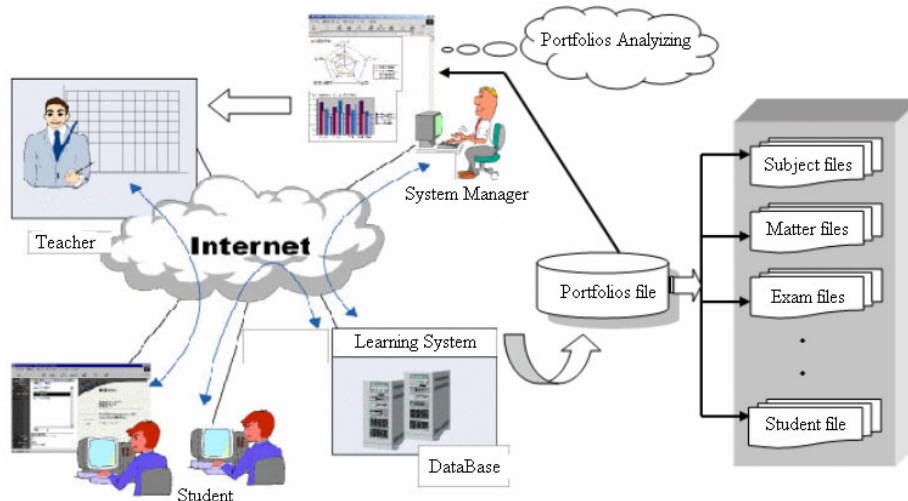 Portfolios Analyizing
System Manager
Teacher
Internet
Subject files
Matter files
Portfolios file
Exam files
Learning System
Student file
DataBase
Student